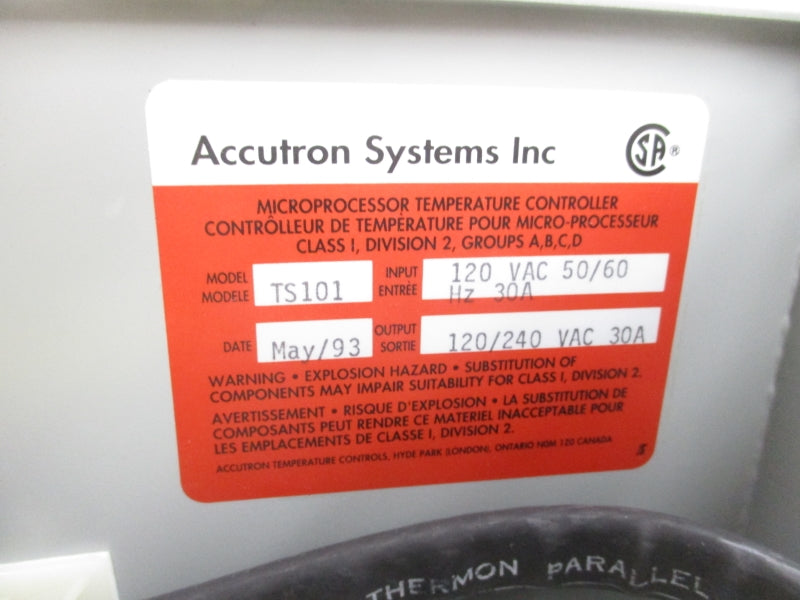 Accutron Systems Inc CSA ®
MICROPROCESSOR TEMPERATURE CONTROLLER
CONTRÔLLEUR DE TEMPÉRATURE POUR MICRO-PROCESSEUR
CLASS I, DIVISION 2, GROUPS A,B,C,D
MODEL
MODELE TS101
INPUT
ENTRÉE 120 VAC 50/60
Hz 30A
DATE May/93
OUTPUT
SORTIE 120/240 VAC 30A
WARNING • EXPLOSION HAZARD • SUBSTITUTION OF
COMPONENTS MAY IMPAIR SUITABILITY FOR CLASS I, DIVISION 2.
AVERTISSEMENT • RISQUE D'EXPLOSION • LA SUBSTITUTION DE
COMPOSANTS PEUT RENDRE CE MATERIEL INACCEPTABLE POUR
LES EMPLACEMENTS DE CLASSE I, DIVISION 2.
ACCUTRON TEMPERATURE CONTROLS, HYDE PARK (LONDON), ONTARIO N0M 1Z0 CANADA
THERMON PARALLEL